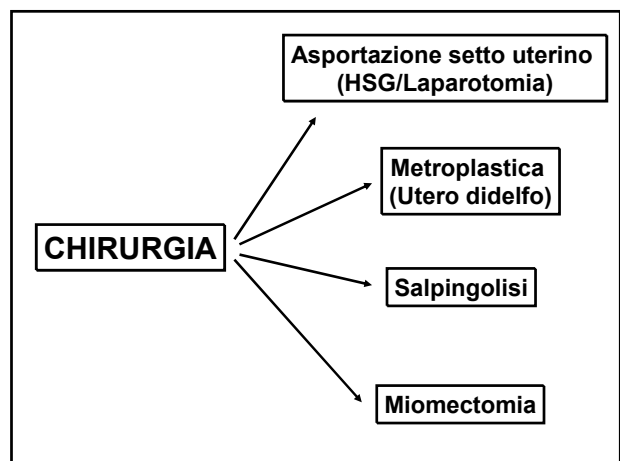 Asportazione setto uterino
(HSG/Laparotomia)
Metroplastica
(Utero didelfo)
CHIRURGIA
Salpingolisi
Miomectomia